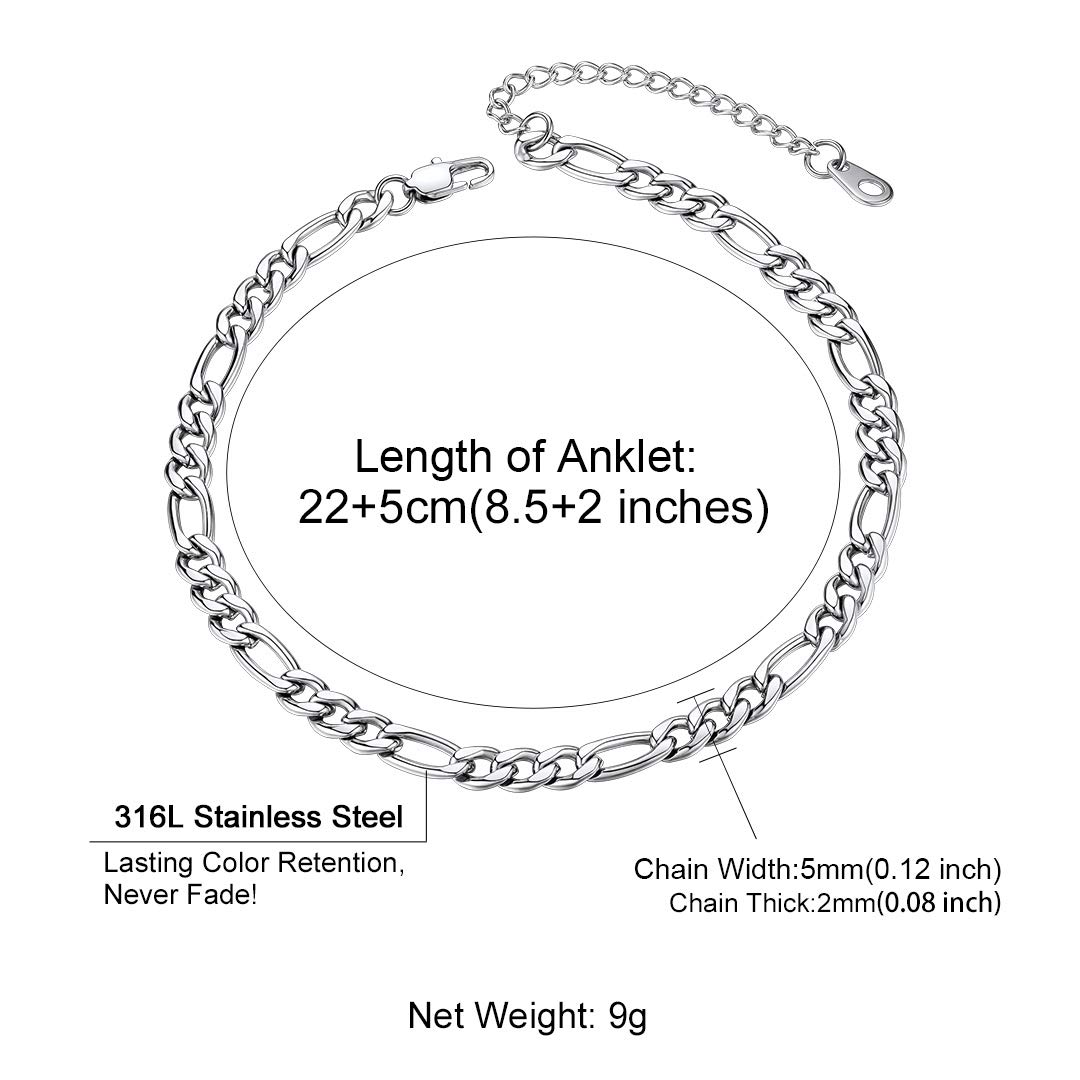 Length of Anklet:
22+5cm(8.5+2 inches)
316L Stainless Steel
Lasting Color Retention,
Never Fade!
Chain Width:5mm(0.12 inch)
Chain Thick:2mm(0.08 inch)
Net Weight: 9g